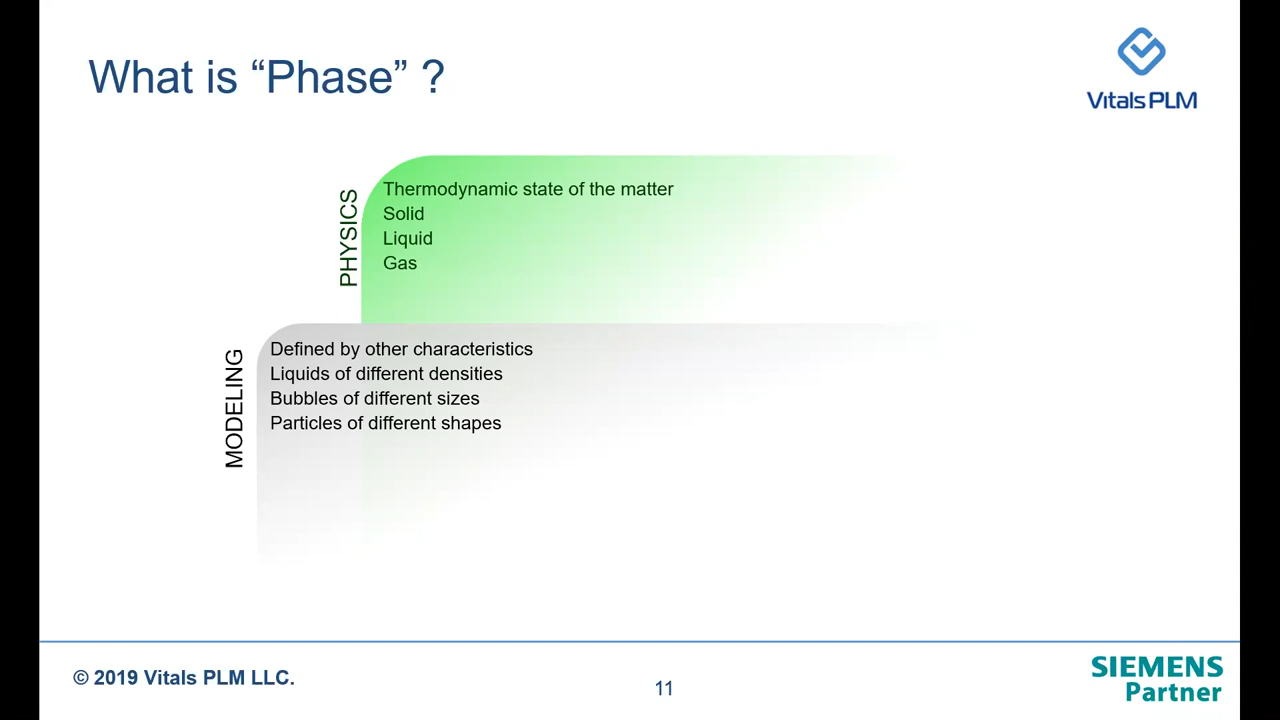 What is “Phase” ?
Vitals PLM
PHYSICS
Thermodynamic state of the matter
Solid
Liquid
Gas
MODELING
Defined by other characteristics
Liquids of different densities
Bubbles of different sizes
Particles of different shapes
© 2019 Vitals PLM LLC.
11
SIEMENS
Partner